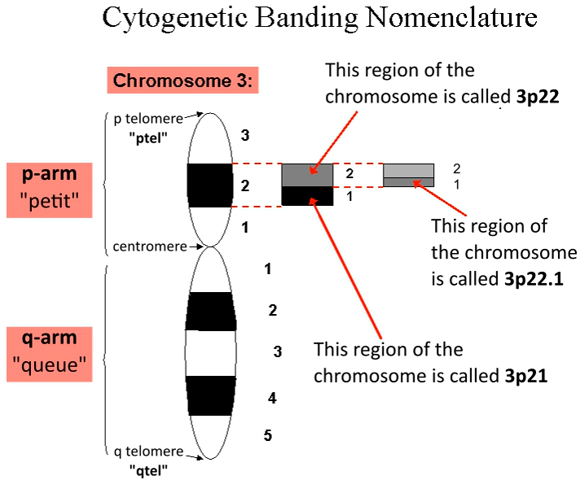 Cytogenetic Banding Nomenclature
Chromosome 3:
This region of the
chromosome is called 3p22
p telomere
"ptel"
3
p-arm
"petit"
2
2
1
2
1
1
This region of
the chromosome
is called 3p22.1
centromere
1
2
q-arm
"queue"
3
This region of the
chromosome is called 3p21
4
5
q telomere
"qtel"